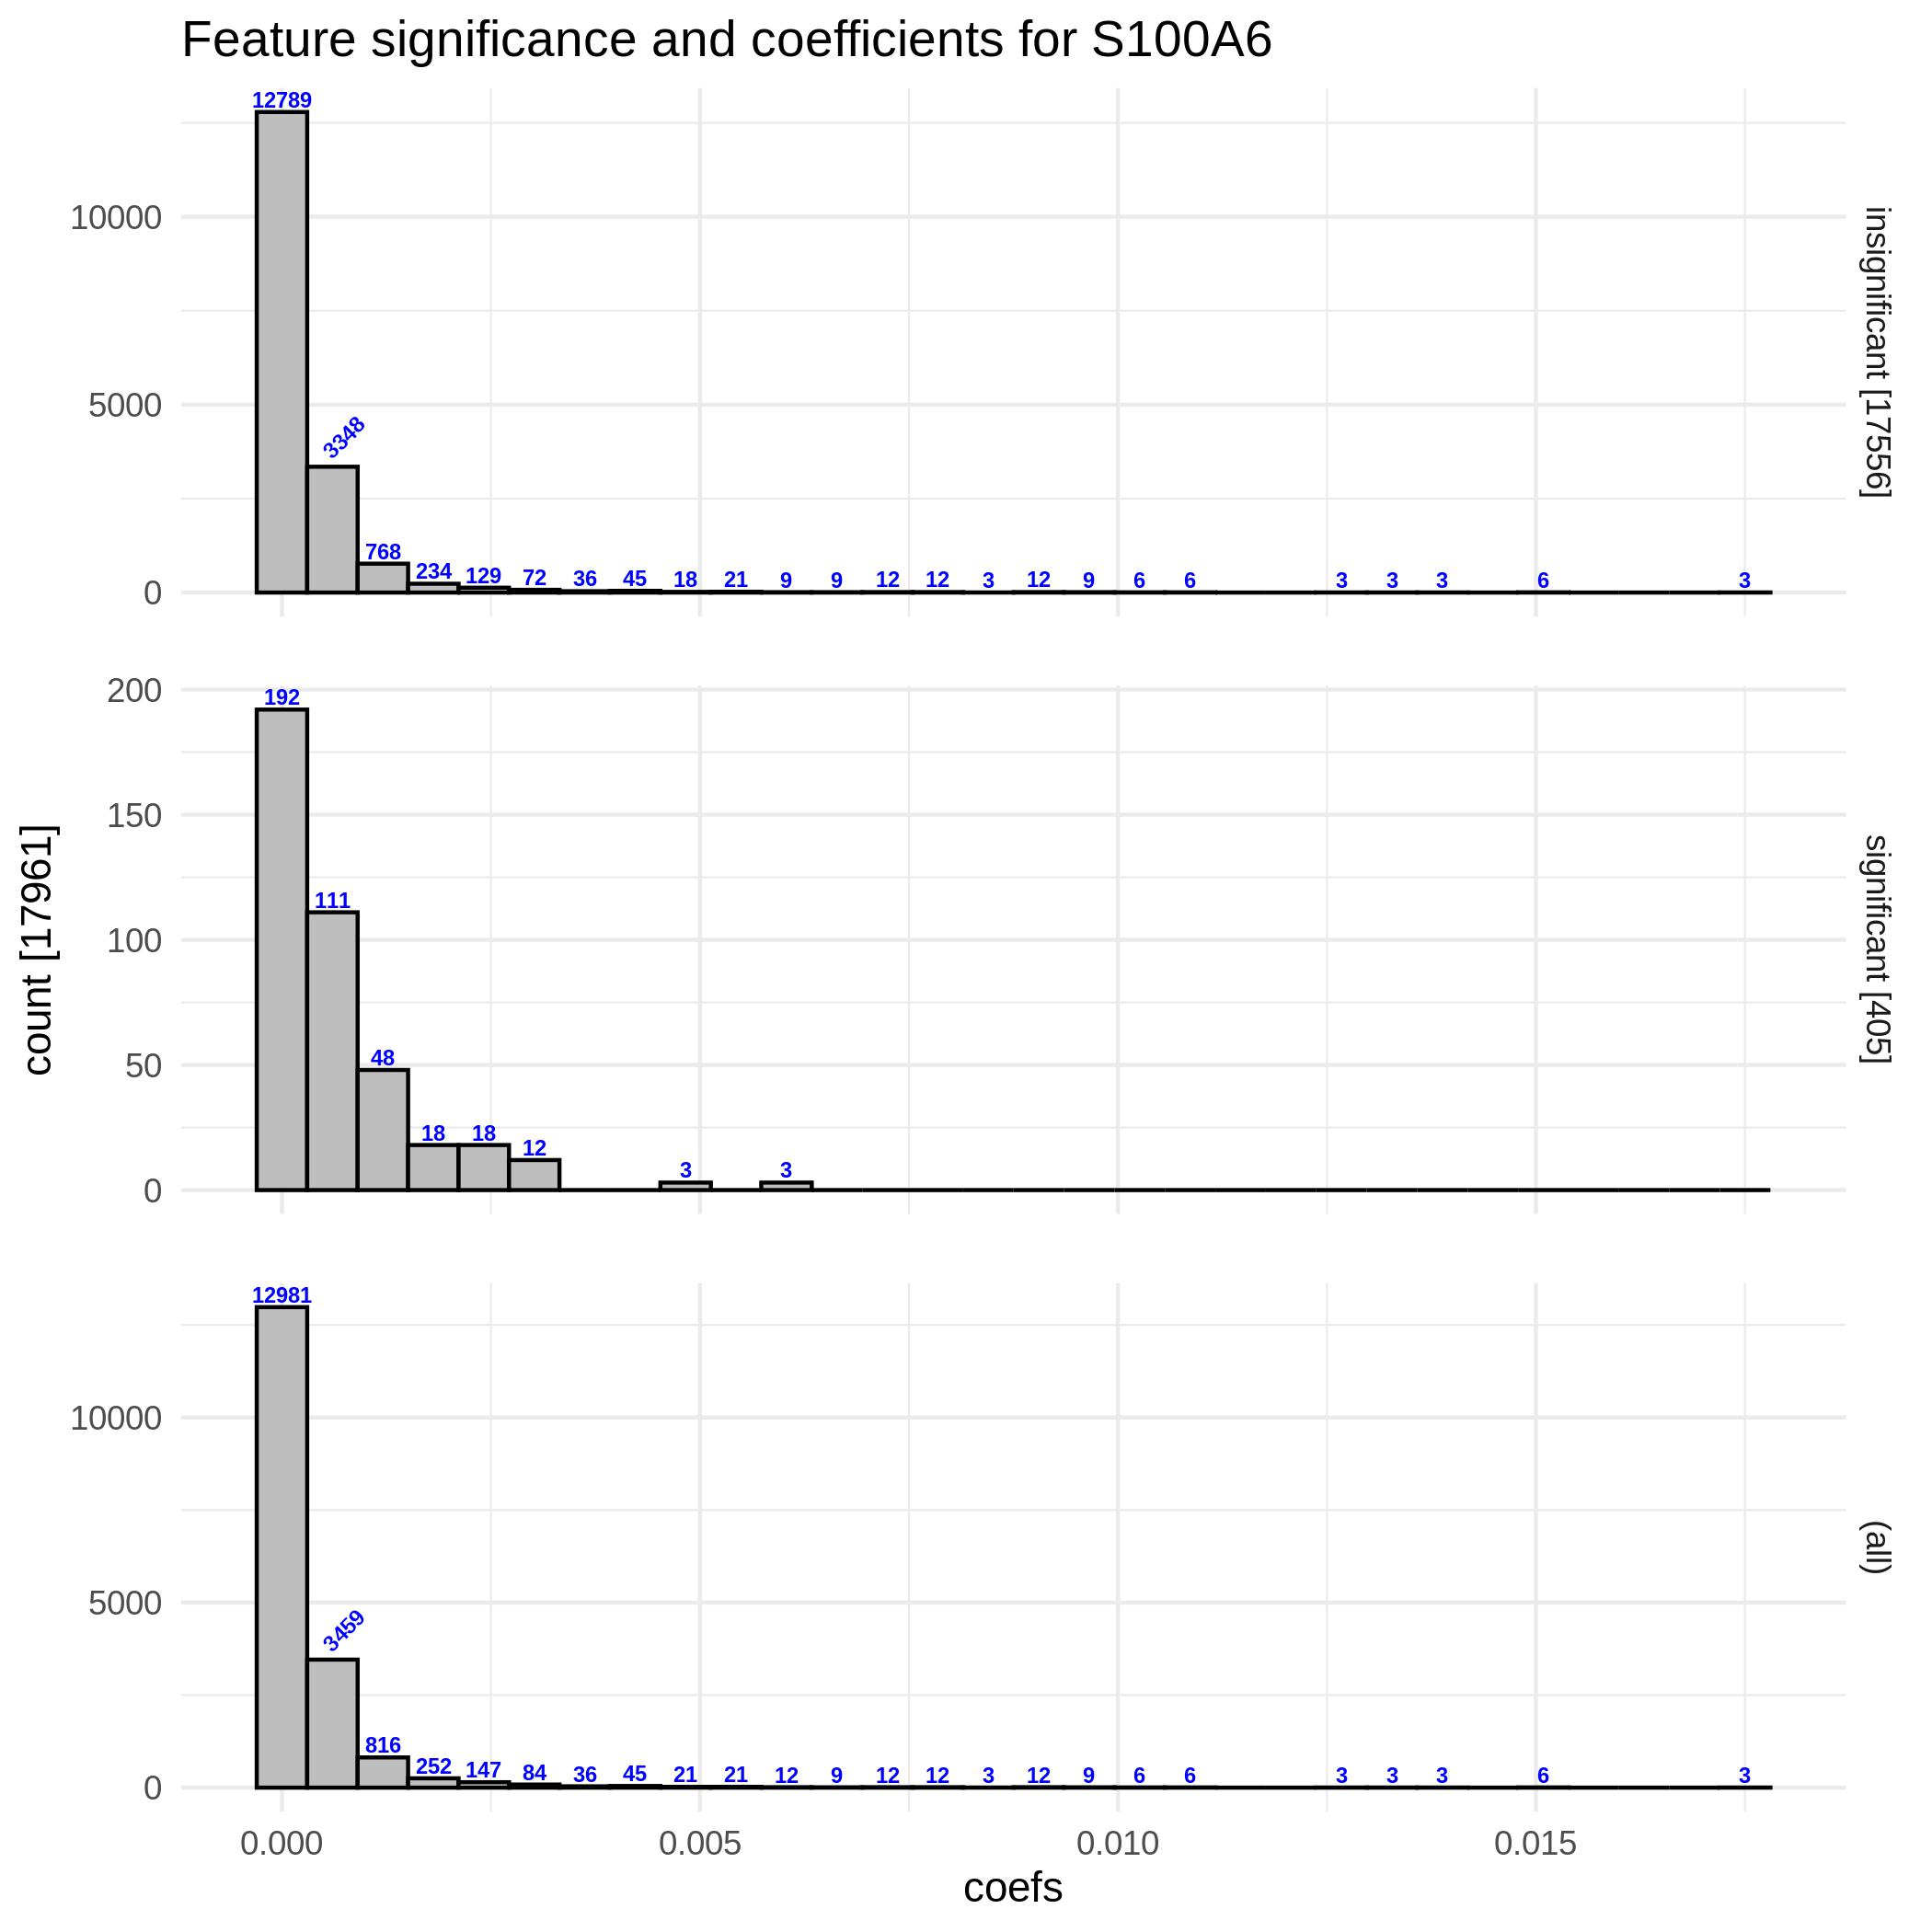 Feature significance and coefficients for S100A6
12789
10000
5000
0
3348
768 234 129 72 36 45 18 21 9 9 12 12 3 12 9 6 6 3 3 3 6 3
insignificant [17556]
count [17961]
200
150
100
50
0
192
111
48
18 18 12 3 3
significant [405]
12981
10000
5000
0
3459
816 252 147 84 36 45 21 21 12 9 12 12 3 12 9 6 6 3 3 3 6 3
(all)
0.000 0.005 0.010 0.015
coefs